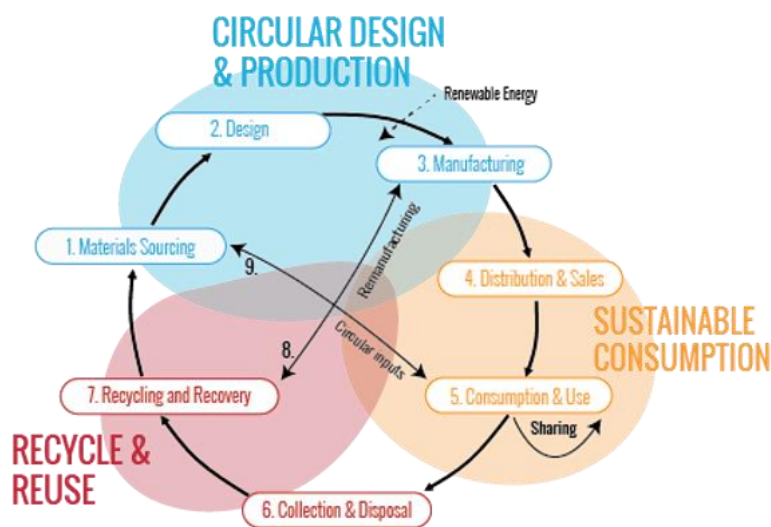 CIRCULAR DESIGN
& PRODUCTION
Renewable Energy
2. Design
3. Manufacturing
1. Materials Sourcing
9.
Remanufacturing
4. Distribution & Sales
SUSTAINABLE
CONSUMPTION
8.
Circular inputs
7. Recycling and Recovery
5. Consumption & Use
Sharing
RECYCLE &
REUSE
6. Collection & Disposal